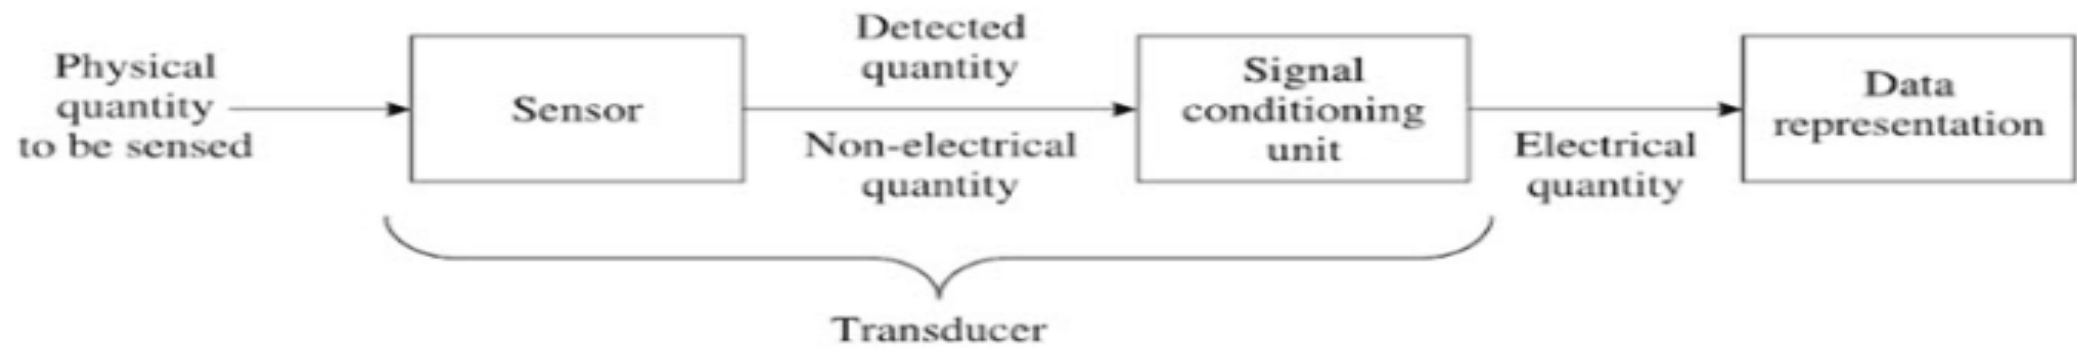 Physical
quantity
to be sensed
Sensor
Detected
quantity
Non-electrical
quantity
Signal
conditioning
unit
Electrical
quantity
Data
representation
Transducer